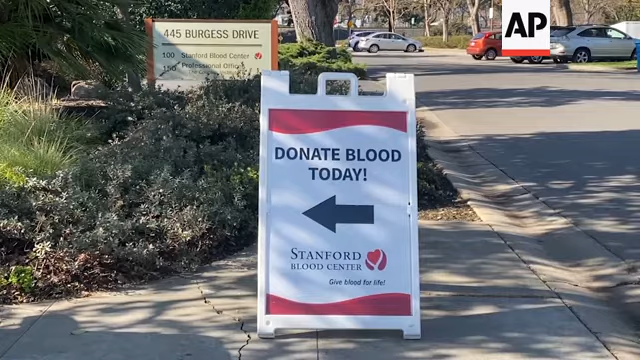 AP
445 BURGESS DRIVE
100 Stanford Blood Center
150 Professional Offices
DONATE BLOOD
TODAY!
STANFORD
BLOOD CENTER
Give blood for life!